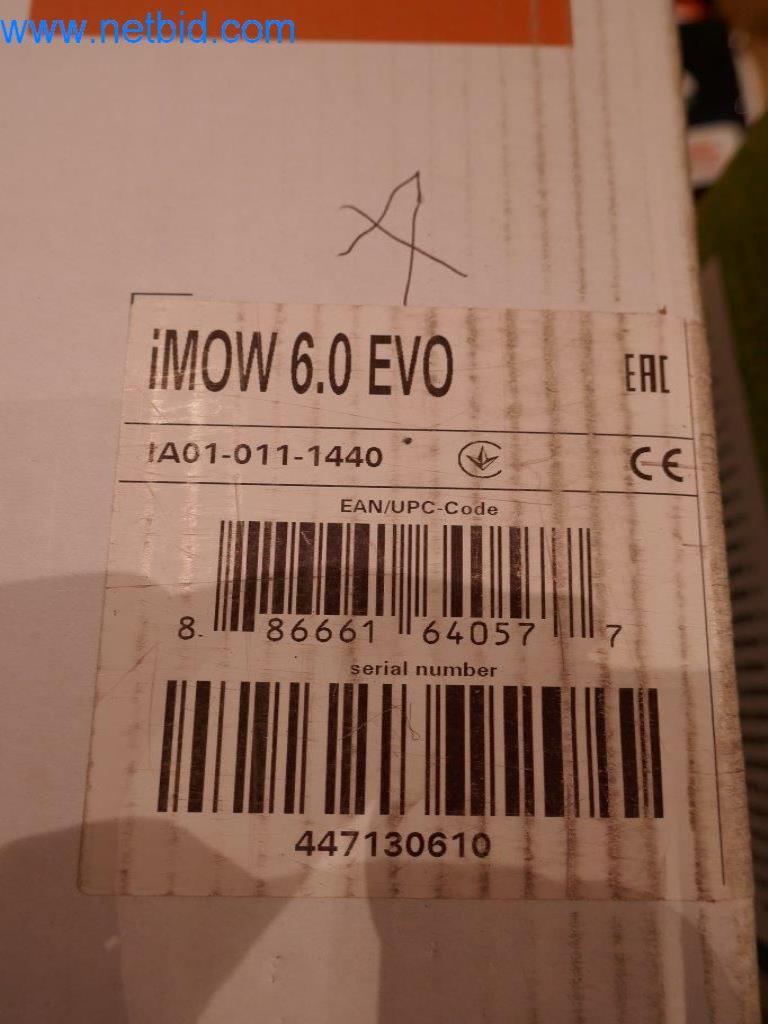 www.netbid.com
iMOW 6.0 EVO
EAC
IA01-011-1440
CE
EAN/UPC-Code
8 86661 64057 7
serial number
447130610